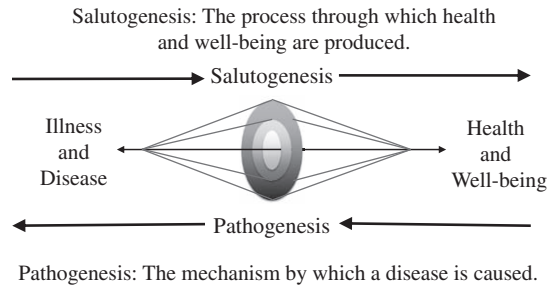 Salutogenesis: The process through which health
and well-being are produced.
Salutogenesis
Illness
and
Disease
Health
and
Well-being
Pathogenesis
Pathogenesis: The mechanism by which a disease is caused.